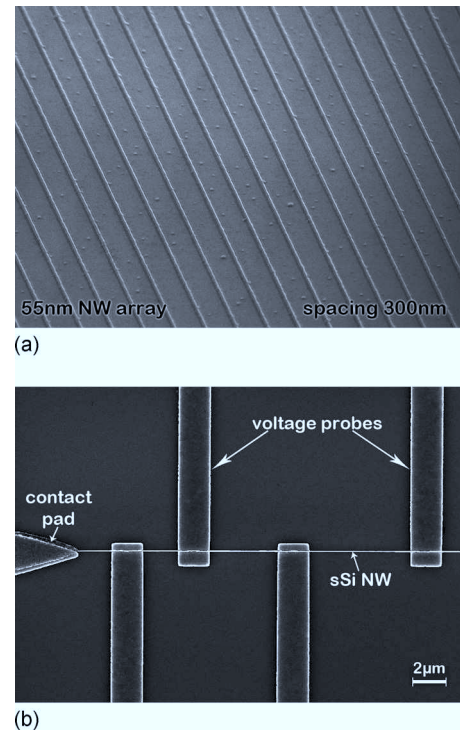 55nm NW array spacing 300nm
(a)
voltage probes
contact
pad
sSi NW
2μm
(b)